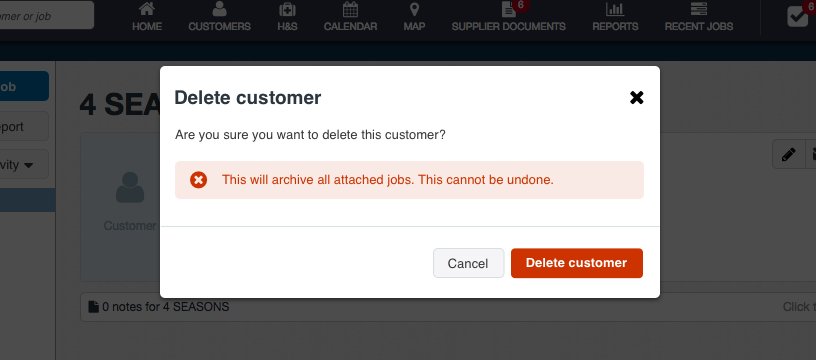 omer or job
HOME
CUSTOMERS
H&S
CALENDAR
MAP
6
SUPPLIER DOCUMENTS
REPORTS
RECENT JOBS
6
ob
4 SEA
port
vity
Customer
Delete customer
Are you sure you want to delete this customer?
This will archive all attached jobs. This cannot be undone.
Cancel
Delete customer
0 notes for 4 SEASONS
Click t